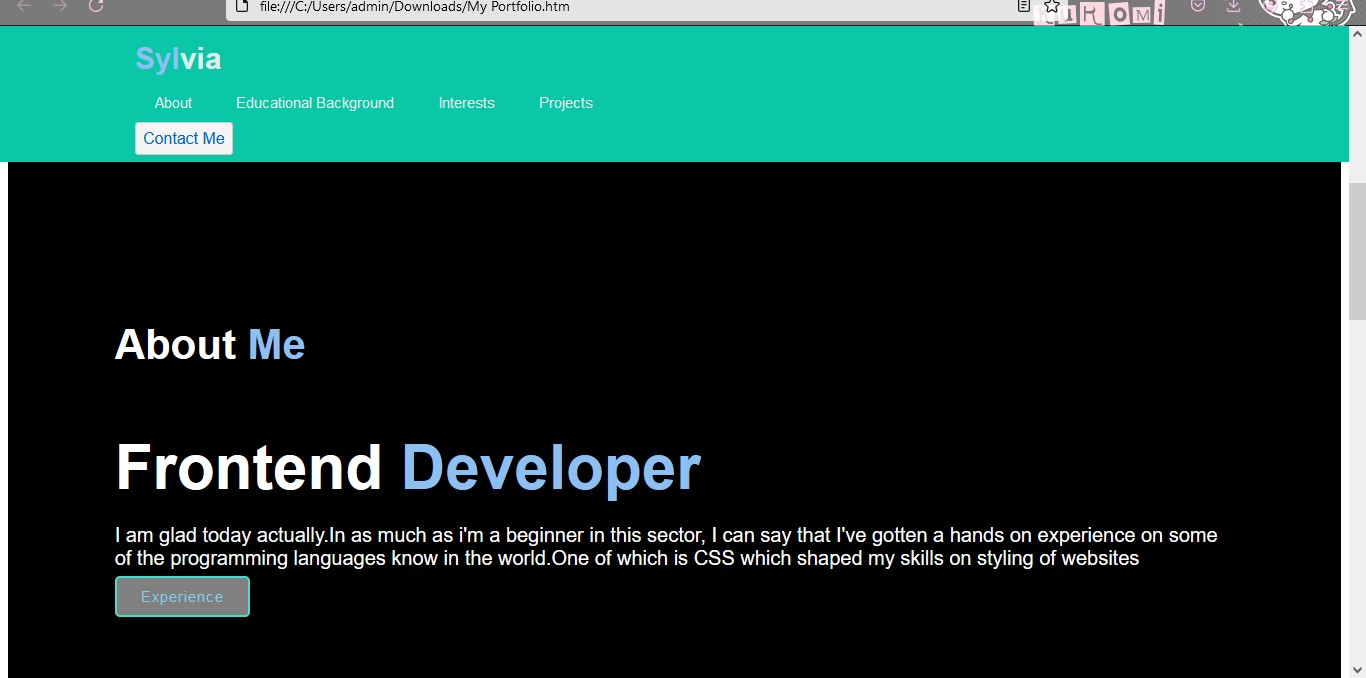 file:///C:/Users/admin/Downloads/My Portfolio.htm
KUROMi
Sylvia
About Educational Background Interests Projects
Contact Me
About Me
Frontend Developer
I am glad today actually.In as much as i'm a beginner in this sector, I can say that I've gotten a hands on experience on some
of the programming languages know in the world.One of which is CSS which shaped my skills on styling of websites
Experience